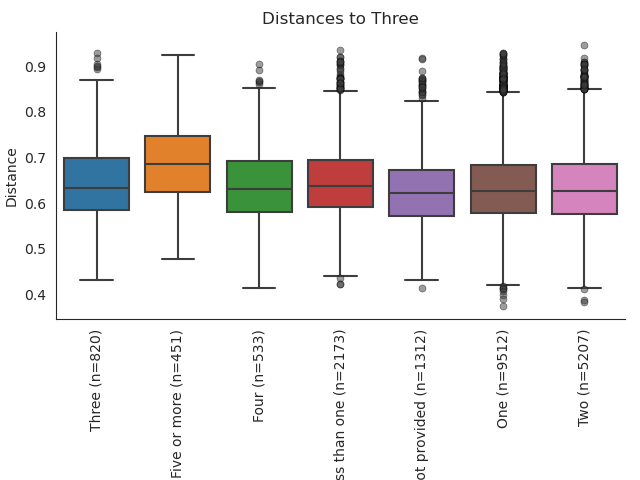 Distances to Three
Distance
0.9
0.8
0.7
0.6
0.5
0.4
Three (n=820)
Five or more (n=451)
Four (n=533)
ss than one (n=2173)
ot provided (n=1312)
One (n=9512)
Two (n=5207)